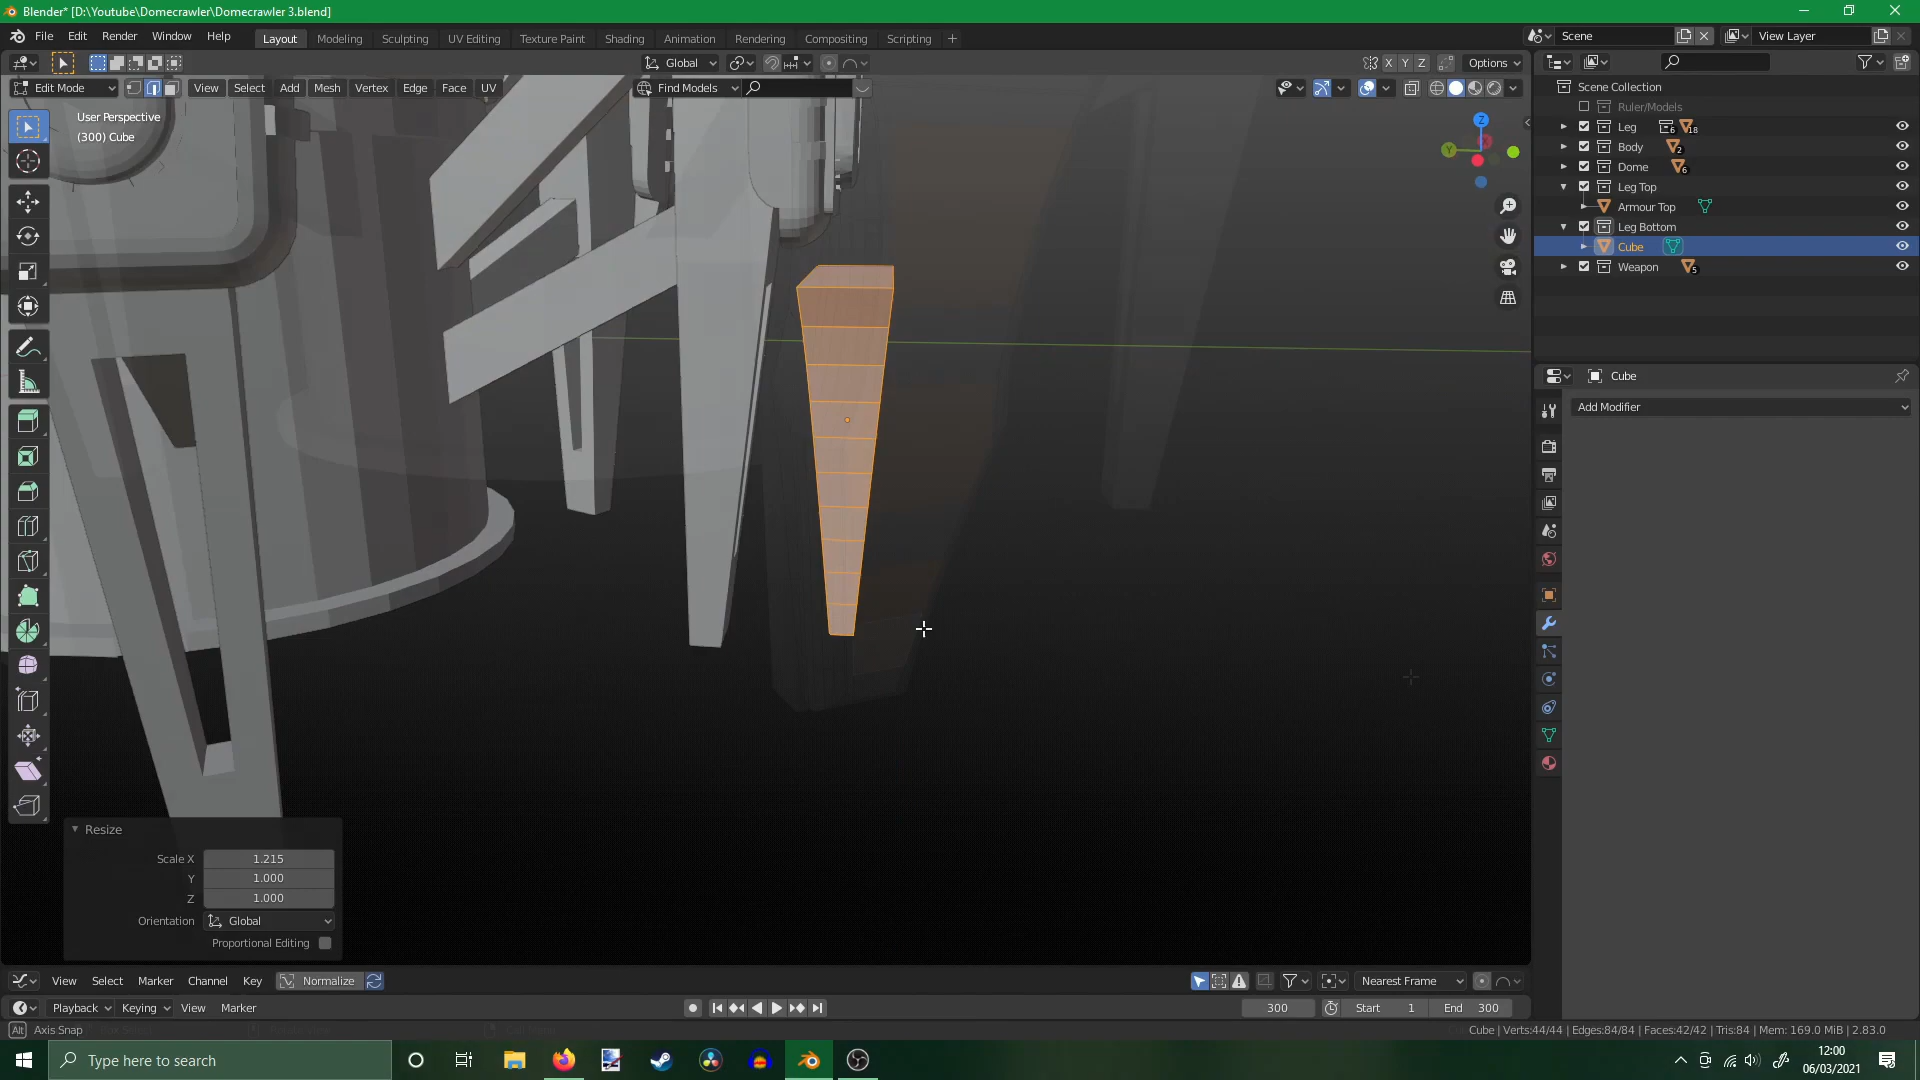 Blender* [D:\Youtube\Domecrawler\Domecrawler 3.blend]
File Edit Render Window Help Layout Modeling Sculpting UV Editing Texture Paint Shading Animation Rendering Compositing Scripting Scene View Layer
Global X Y Z Options
Edit Mode View Select Add Mesh Vertex Edge Face UV Find Models
User Perspective
(300) Cube
Z
Y
Scene Collection
Ruler/Models
Leg 6 18
Body 2
Dome 6
Leg Top
Armour Top
Leg Bottom
Cube
Weapon 5
Cube
Add Modifier
Resize
Scale X 1.215
Y 1.000
Z 1.000
Orientation Global
Proportional Editing
View Select Marker Channel Key Normalize Nearest Frame
Playback Keying View Marker 300 Start 1 End 300
Alt Axis Snap Cube | Verts:44/44 | Edges:84/84 | Faces:42/42 | Tris:84 | Mem: 169.0 MiB | 2.83.0
Type here to search
12:00
06/03/2021